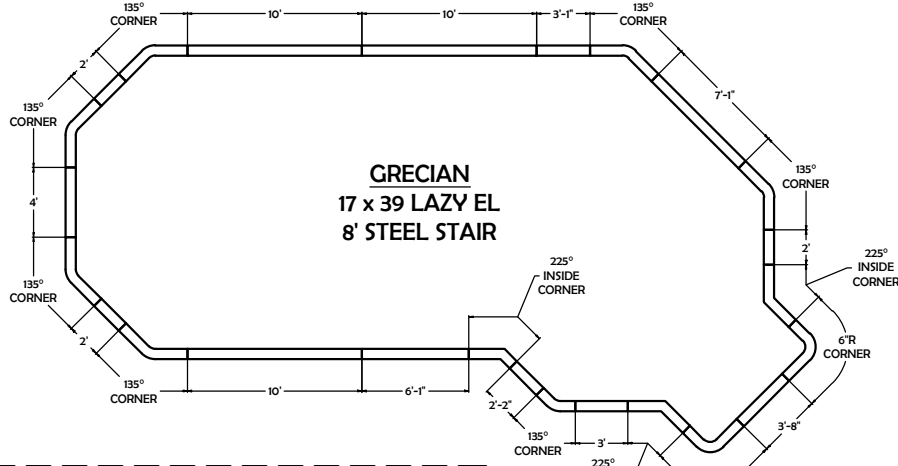 135°
CORNER
10'
10'
3'-1"
135°
CORNER
2'
7'-1"
135°
CORNER
4'
GRECIAN
17 x 39 LAZY EL
8' STEEL STAIR
135°
CORNER
2'
225°
INSIDE
CORNER
225°
INSIDE
CORNER
135°
CORNER
2'
135°
CORNER
10'
6'-1"
6"R
CORNER
2'-2"
135°
CORNER
3'
3'-8"
225°